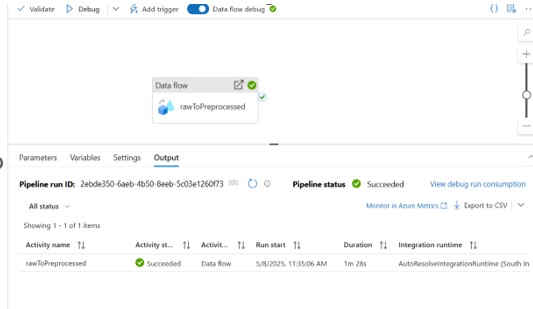 Validate Debug Add trigger Data flow debug
Data flow
rawToPreprocessed
Parameters Variables Settings Output
Pipeline run ID: 2ebde350-6aeb-4b50-8eeb-5c03e1260f73 Pipeline status Succeeded View debug run consumption
All status Monitor in Azure Metrics Export to CSV
Showing 1 - 1 of 1 items
Activity name Activity st... Activit... Run start Duration Integration runtime
rawToPreprocessed Succeeded Data flow 5/8/2025, 11:35:06 AM 1m 28s AutoResolveIntegrationRuntime (South In